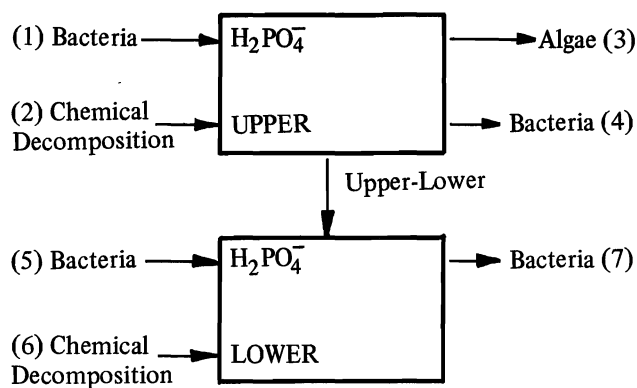 (1) Bacteria
H₂PO₄⁻
Algae (3)
(2) Chemical
Decomposition
UPPER
Bacteria (4)
Upper-Lower
(5) Bacteria
H₂PO₄⁻
Bacteria (7)
(6) Chemical
Decomposition
LOWER